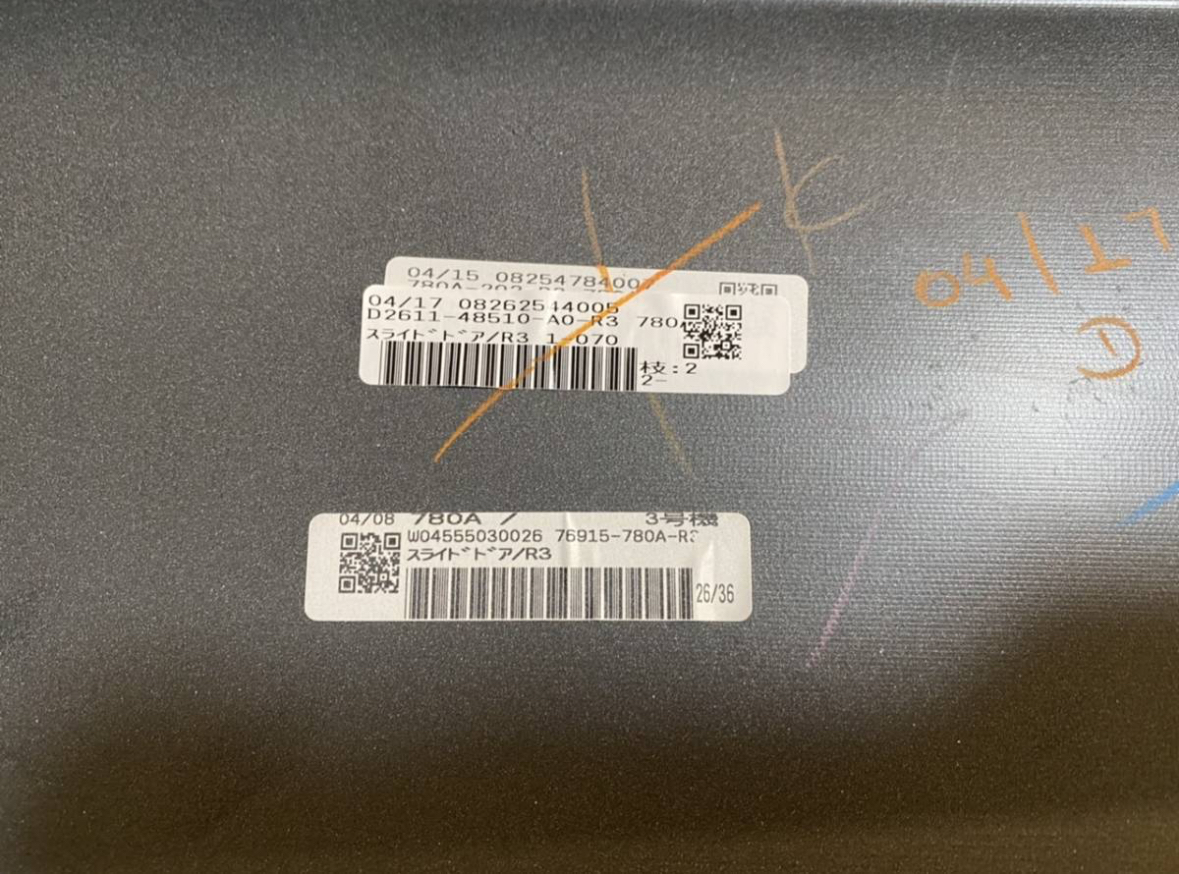 04/15 0825478400
04/17 08262544005
D2611-48510-A0-R3 780
スライドドア/R3 1 070
枝:2
2-
04/17
D
04/08 780A / 3号機
W04555030026 76915-780A-R3
スライドドア/R3
26/36